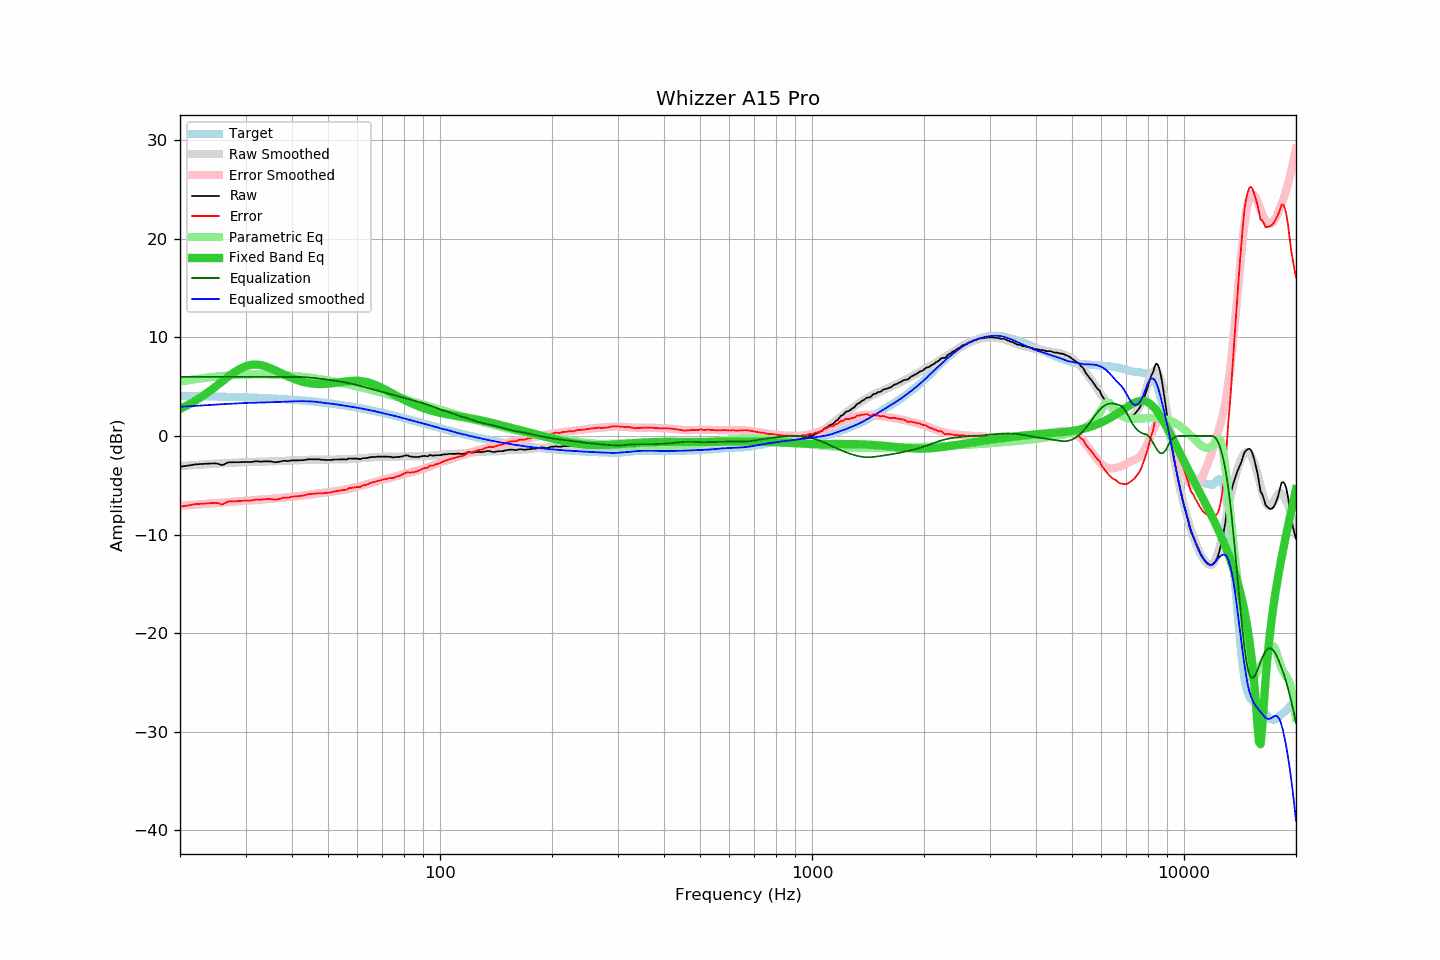 Whizzer A15 Pro
30
20
10
0
−10
−20
−30
−40
Amplitude (dBr)
Target
Raw Smoothed
Error Smoothed
Raw
Error
Parametric Eq
Fixed Band Eq
Equalization
Equalized smoothed
100
1000
10000
Frequency (Hz)